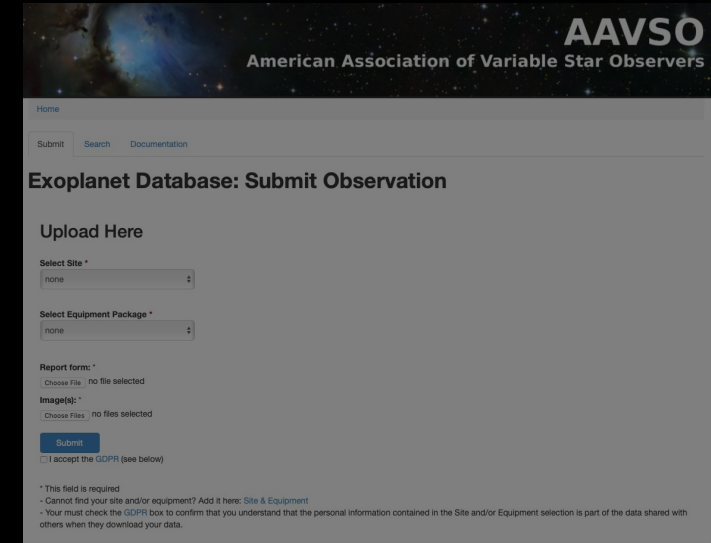 AAVSO
American Association of Variable Star Observers
Home
Submit Search Documentation
Exoplanet Database: Submit Observation
Upload Here
Select Site *
none
Select Equipment Package *
none
Report form: *
Choose File no file selected
Image(s): *
Choose Files no files selected
Submit
I accept the GDPR (see below)
* This field is required
- Cannot find your site and/or equipment? Add it here: Site & Equipment
- Your must check the GDPR box to confirm that you understand that the personal information contained in the Site and/or Equipment selection is part of the data shared with
others when they download your data.